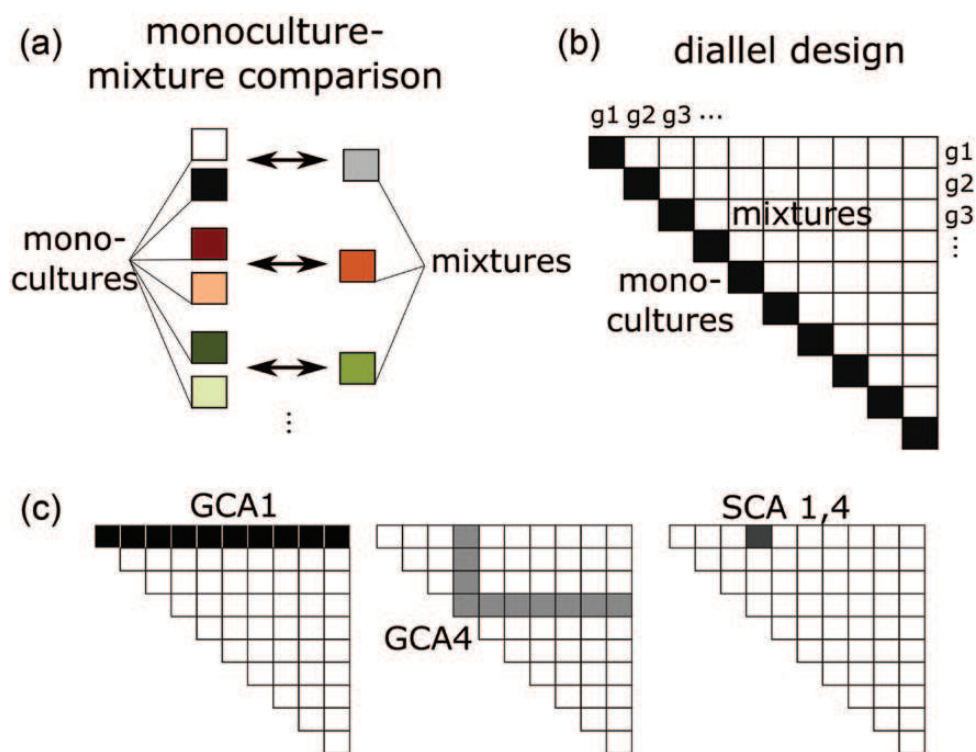 (a)
monoculture-
mixture comparison
mono-
cultures
mixtures
⋮
(b)
diallel design
g1 g2 g3 ...
g1
g2
g3
⋮
mixtures
mono-
cultures
(c)
GCA1
GCA4
SCA 1,4